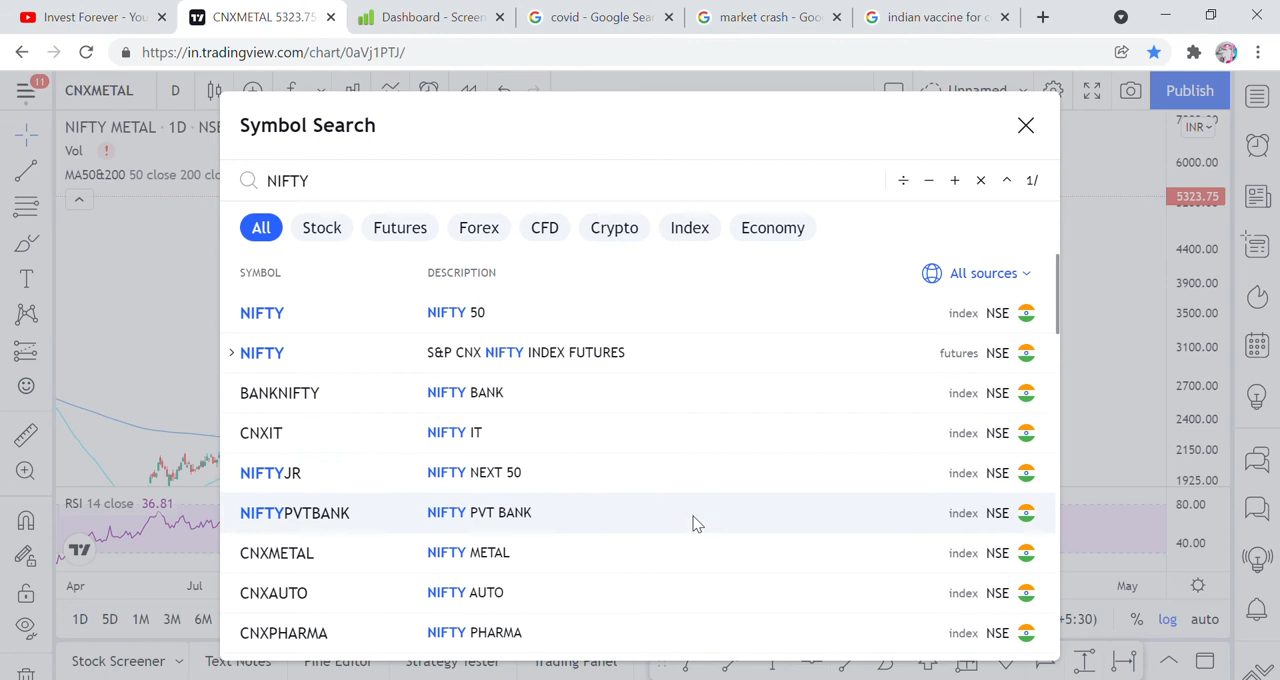 Invest Forever - You
CNXMETAL 5323.75
Dashboard - Screen
covid - Google Sear
market crash - Goo
indian vaccine for c
https://in.tradingview.com/chart/0aVj1PTJ/
11
CNXMETAL D Unnamed Publish
NIFTY METAL · 1D · NSE
Vol !
MA50&200 50 close 200 clo
Symbol Search
NIFTY
÷ − + × ^ 1/
All Stock Futures Forex CFD Crypto Index Economy
SYMBOL DESCRIPTION All sources
NIFTY NIFTY 50 index NSE
NIFTY S&P CNX NIFTY INDEX FUTURES futures NSE
BANKNIFTY NIFTY BANK index NSE
CNXIT NIFTY IT index NSE
NIFTYJR NIFTY NEXT 50 index NSE
NIFTYPVTBANK NIFTY PVT BANK index NSE
CNXMETAL NIFTY METAL index NSE
CNXAUTO NIFTY AUTO index NSE
CNXPHARMA NIFTY PHARMA index NSE
INR
6000.00
5323.75
4400.00
3900.00
3500.00
3100.00
2700.00
2400.00
2150.00
1925.00
RSI 14 close 36.81
80.00
40.00
Apr Jul May
1D 5D 1M 3M 6M +5:30) % log auto
Stock Screener Text Notes Pine Editor Strategy Tester Trading Panel